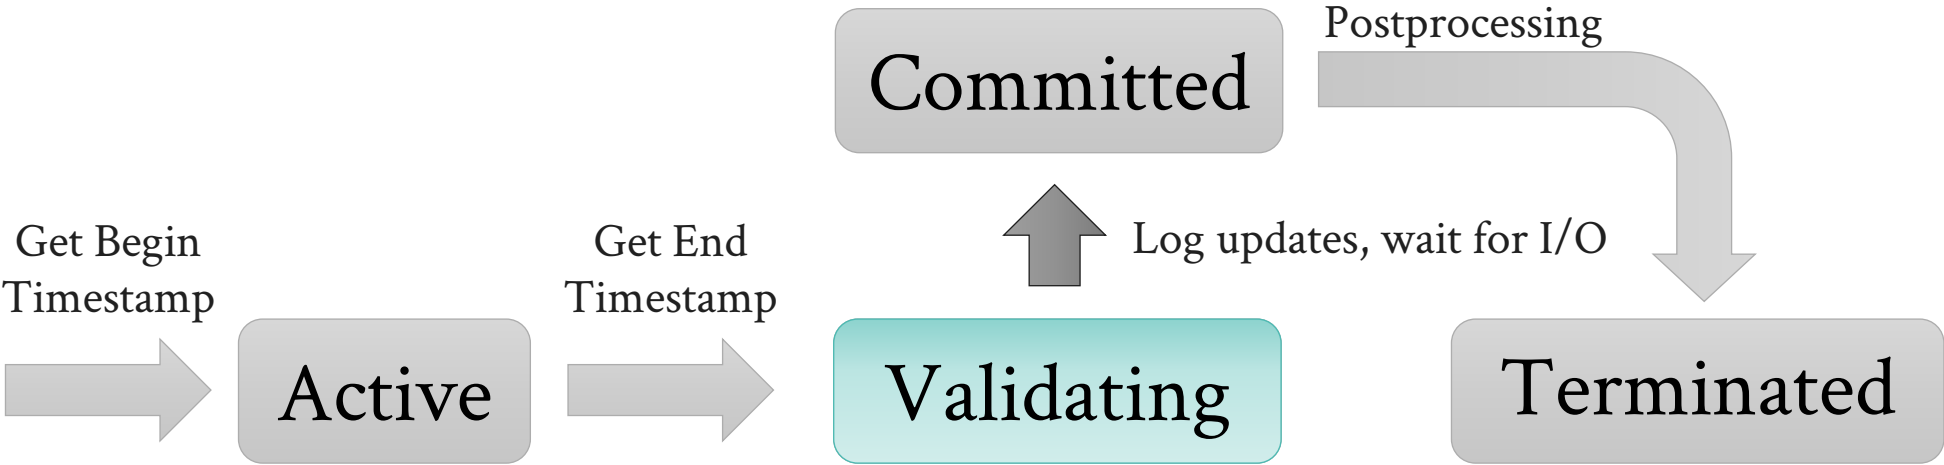 Get Begin
Timestamp
Active
Get End
Timestamp
Validating
Log updates, wait for I/O
Committed
Postprocessing
Terminated